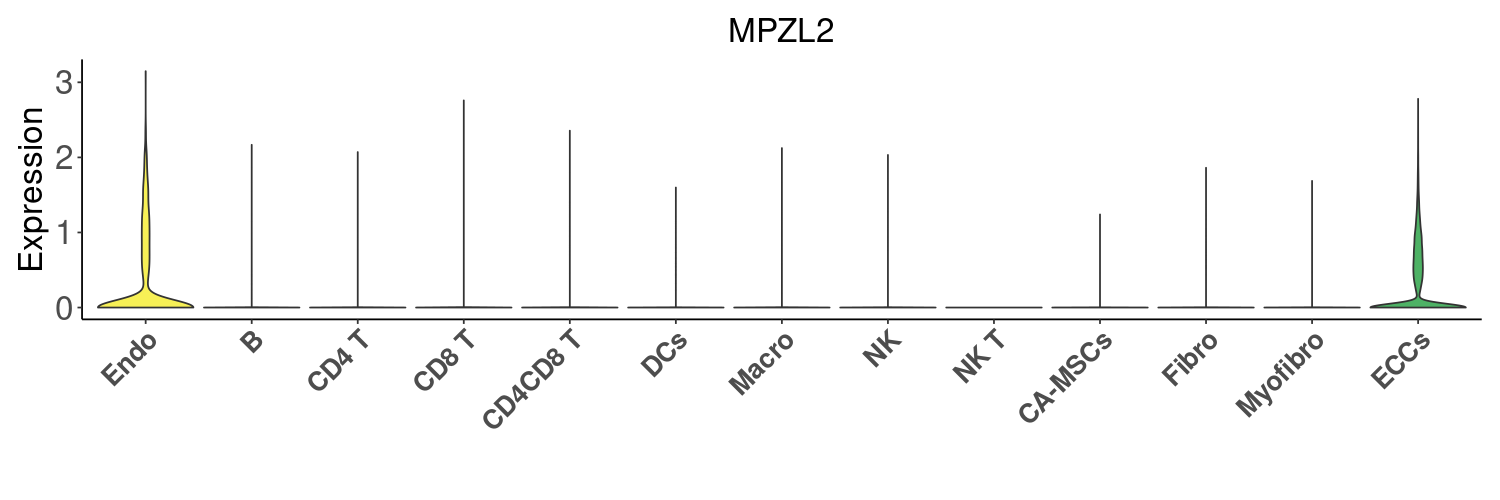 MPZL2
Expression
3
2
1
0
Endo
B
CD4 T
CD8 T
CD4CD8 T
DCs
Macro
NK
NK T
CA-MSCs
Fibro
Myofibro
ECCs